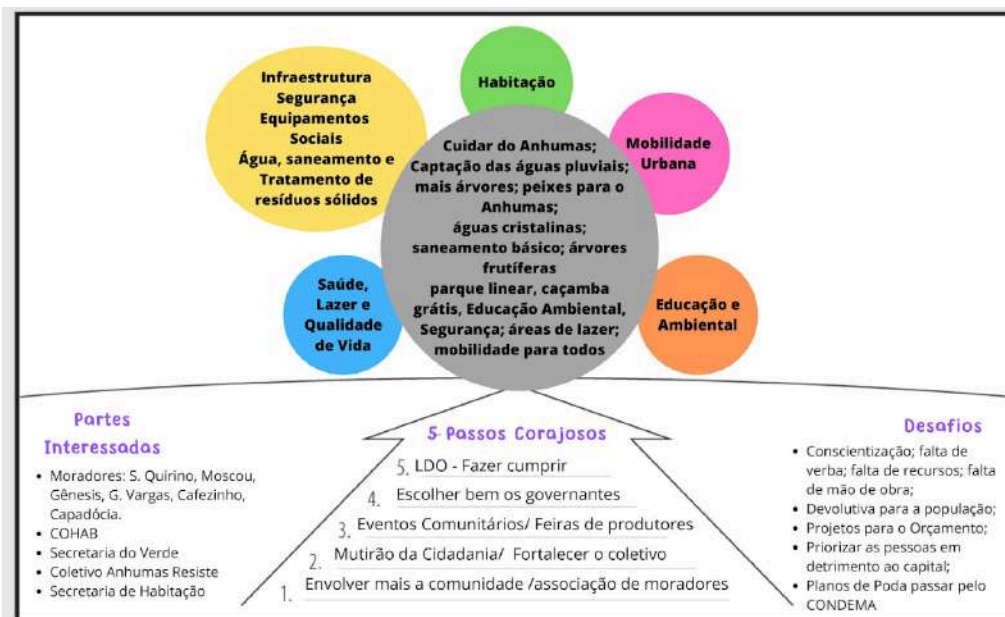 Infraestrutura
Segurança
Equipamentos
Sociais
Água, saneamento e
Tratamento de
resíduos sólidos
Habitação
Mobilidade
Urbana
Cuidar do Anhumas;
Captação das águas pluviais;
mais árvores; peixes para o
Anhumas;
águas cristalinas;
saneamento básico; árvores
frutíferas
parque linear, caçamba
grátis, Educação Ambiental,
Segurança; áreas de lazer;
mobilidade para todos
Saúde,
Lazer e
Qualidade
de Vida
Educação e
Ambiental
Partes
Interessadas
• Moradores: S. Quirino, Moscou,
Gênesis, G. Vargas, Cafezinho,
Capadócia.
• COHAB
• Secretaria do Verde
• Coletivo Anhumas Resiste
• Secretaria de Habitação
5 Passos Corajosos
5. LDO - Fazer cumprir
4. Escolher bem os governantes
3. Eventos Comunitários/ Feiras de produtores
2. Mutirão da Cidadania/ Fortalecer o coletivo
1. Envolver mais a comunidade /associação de moradores
Desafios
• Conscientização; falta de
verba; falta de recursos; falta
de mão de obra;
• Devolutiva para a população;
• Projetos para o Orçamento;
• Priorizar as pessoas em
detrimento ao capital;
• Planos de Poda passar pelo
CONDEMA